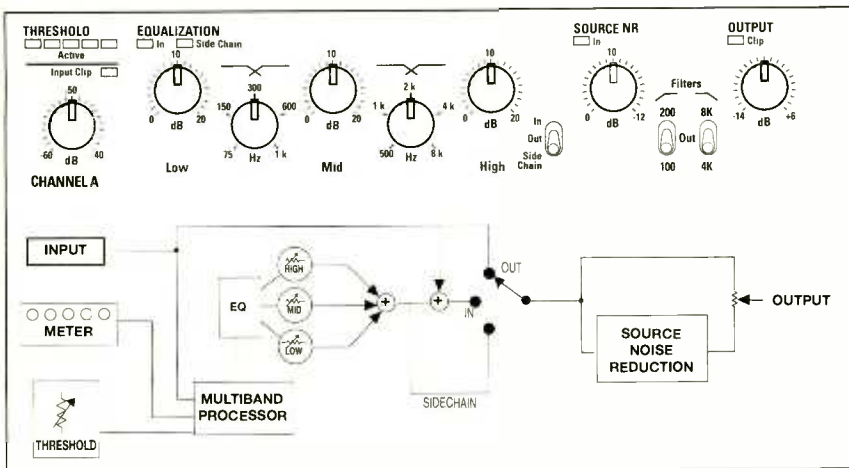 THRESHOLD
Active
Input Clip
50
-60 dB 40
CHANNEL A
EQUALIZATION
In Side Chain
10
0 dB 20
Low
300
150 600
75 Hz 1 k
10
0 dB 20
Mid
2 k
1 k 4 k
500 Hz 8 k
10
0 dB 20
High
In
Out
Side
Chain
SOURCE NR
In
10
0 dB -12
Filters
200 8K
Out
100 4K
OUTPUT
Clip
-14 dB +6
INPUT
METER
THRESHOLD
MULTIBAND
PROCESSOR
EQ
HIGH
MID
LOW
+
+
OUT
IN
SIDECHAIN
SOURCE
NOISE
REDUCTION
OUTPUT